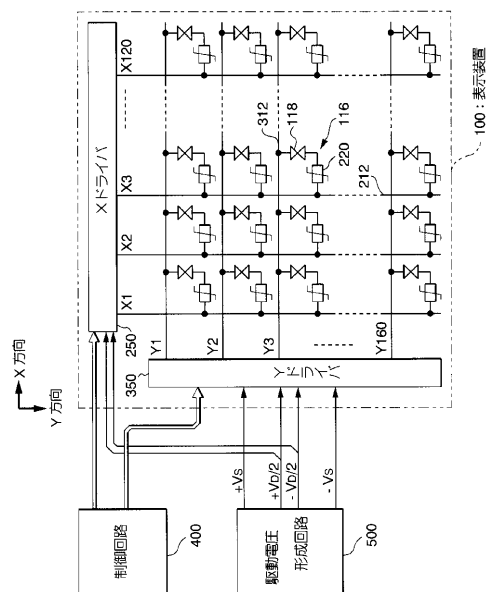 X 方向
Y 方向
100：表示装置
Xドライバ
250
X1
X2
X3
X120
350
Yドライバ
Y1
Y2
Y3
Y160
312
118
116
220
212
制御回路
400
駆動電圧
形成回路
500
+VS
+VD/2
-VD/2
-VS